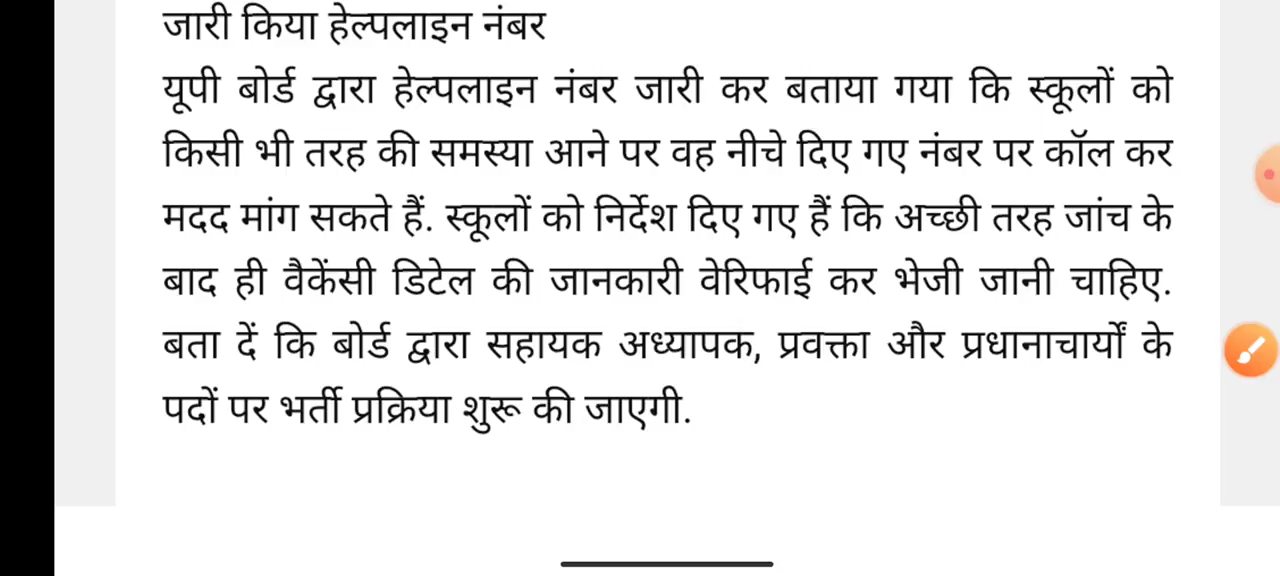 जारी किया हेल्पलाइन नंबर
यूपी बोर्ड द्वारा हेल्पलाइन नंबर जारी कर बताया गया कि स्कूलों को
किसी भी तरह की समस्या आने पर वह नीचे दिए गए नंबर पर कॉल कर
मदद मांग सकते हैं. स्कूलों को निर्देश दिए गए हैं कि अच्छी तरह जांच के
बाद ही वैकेंसी डिटेल की जानकारी वेरिफाई कर भेजी जानी चाहिए.
बता दें कि बोर्ड द्वारा सहायक अध्यापक, प्रवक्ता और प्रधानाचार्यों के
पदों पर भर्ती प्रक्रिया शुरू की जाएगी.